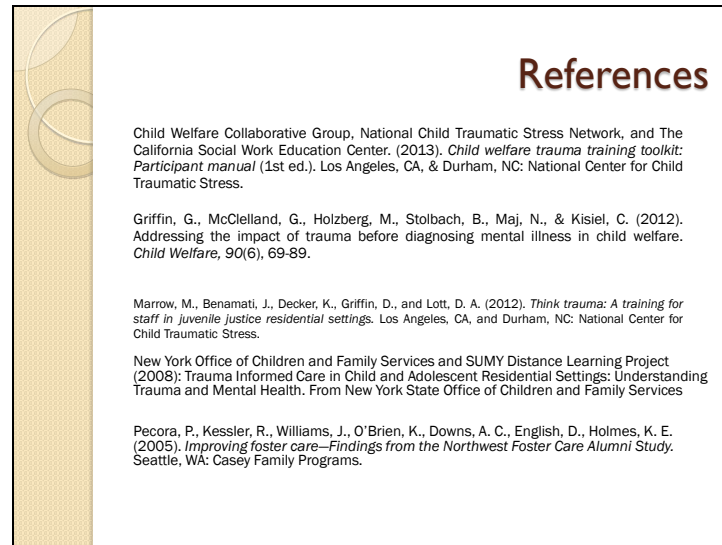 References
Child Welfare Collaborative Group, National Child Traumatic Stress Network, and The
California Social Work Education Center. (2013). Child welfare trauma training toolkit:
Participant manual (1st ed.). Los Angeles, CA, & Durham, NC: National Center for Child
Traumatic Stress.
Griffin, G., McClelland, G., Holzberg, M., Stolbach, B., Maj, N., & Kisiel, C. (2012).
Addressing the impact of trauma before diagnosing mental illness in child welfare.
Child Welfare, 90(6), 69-89.
Marrow, M., Benamati, J., Decker, K., Griffin, D., and Lott, D. A. (2012). Think trauma: A training for
staff in juvenile justice residential settings. Los Angeles, CA, and Durham, NC: National Center for
Child Traumatic Stress.
New York Office of Children and Family Services and SUMY Distance Learning Project
(2008): Trauma Informed Care in Child and Adolescent Residential Settings: Understanding
Trauma and Mental Health. From New York State Office of Children and Family Services
Pecora, P., Kessler, R., Williams, J., O'Brien, K., Downs, A. C., English, D., Holmes, K. E.
(2005). Improving foster care—Findings from the Northwest Foster Care Alumni Study.
Seattle, WA: Casey Family Programs.